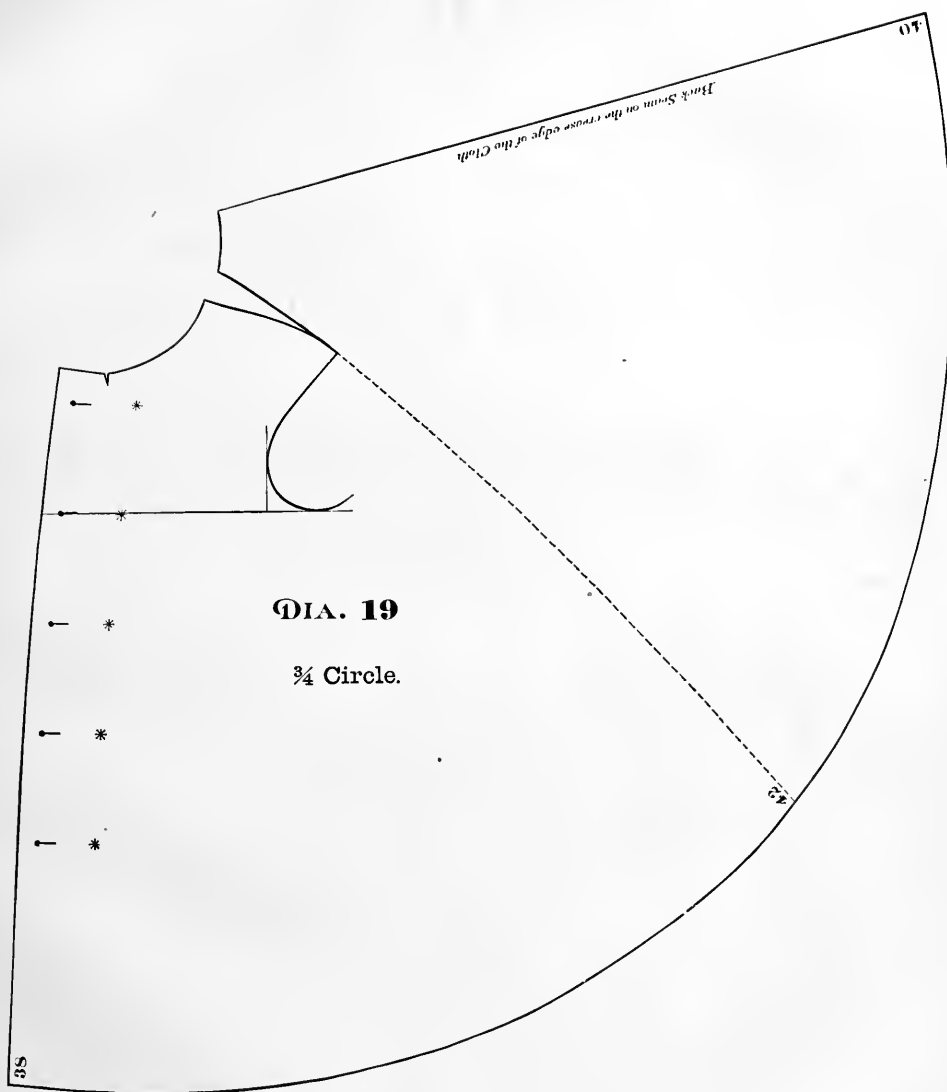 40
Back Seam on the crease edge of the Cloth
DIA. 19
¾ Circle.
42
38